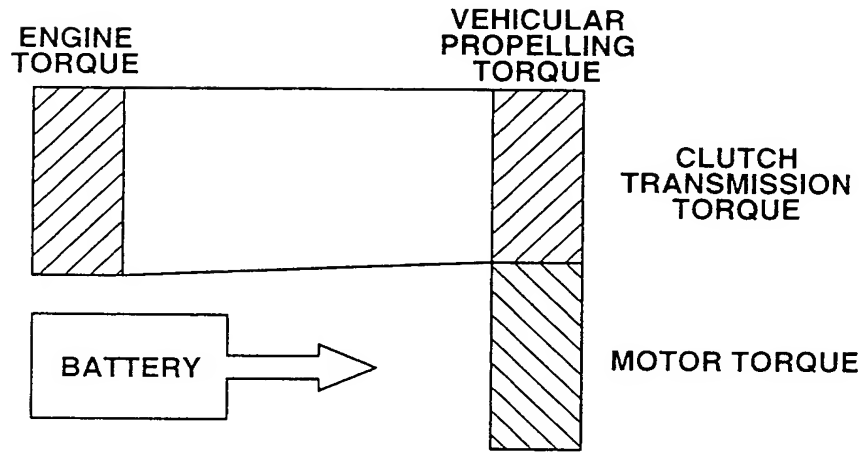 ENGINE
TORQUE
VEHICULAR
PROPELLING
TORQUE
CLUTCH
TRANSMISSION
TORQUE
BATTERY
MOTOR TORQUE